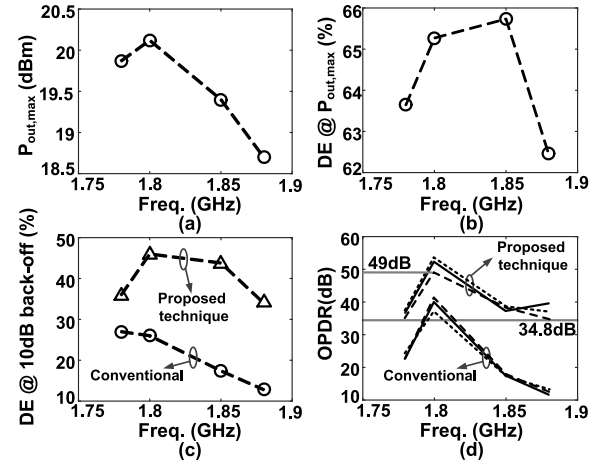 20.5
20
19.5
19
18.5
P_out,max (dBm)
1.75
1.8
1.85
1.9
Freq. (GHz)
(a)
66
65
64
63
62
DE @ P_out,max (%)
1.75
1.8
1.85
1.9
Freq. (GHz)
(b)
50
40
30
20
10
DE @ 10dB back-off (%)
Proposed
technique
Conventional
1.75
1.8
1.85
1.9
Freq. (GHz)
(c)
60
50
40
30
20
10
OPDR(dB)
49dB
Proposed
technique
34.8dB
Conventional
1.75
1.8
1.85
1.9
Freq. (GHz)
(d)